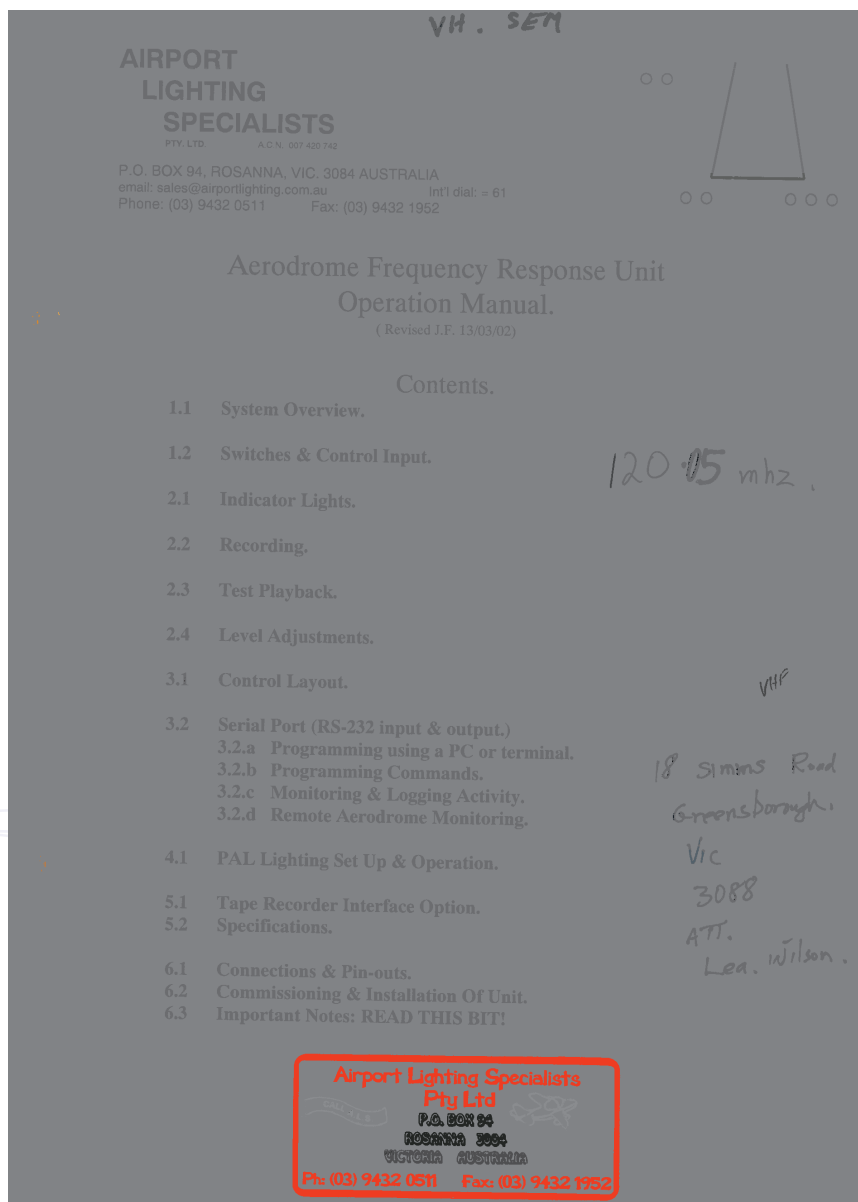 VH. SEM
AIRPORT
LIGHTING
SPECIALISTS
PTY. LTD. A.C.N. 007 420 749
P.O. BOX 94, ROSANNA, VIC. 3084 AUSTRALIA
email: sales@airportlighting.com.au Int'l dial: = 61
Phone: (03) 9432 0511 Fax: (03) 9432 1952
Aerodrome Frequency Response Unit
Operation Manual.
( Revised J.F. 13/03/02)
Contents.
1.1 System Overview.
1.2 Switches & Control Input.
120.05 mhz.
2.1 Indicator Lights.
2.2 Recording.
2.3 Test Playback.
2.4 Level Adjustments.
3.1 Control Layout.
VHF
3.2 Serial Port (RS-232 input & output.)
3.2.a Programming using a PC or terminal.
3.2.b Programming Commands.
3.2.c Monitoring & Logging Activity.
3.2.d Remote Aerodrome Monitoring.
18 Simms Road
Greensborough.
Vic
3088
ATT.
Lea. Wilson.
4.1 PAL Lighting Set Up & Operation.
5.1 Tape Recorder Interface Option.
5.2 Specifications.
6.1 Connections & Pin-outs.
6.2 Commissioning & Installation Of Unit.
6.3 Important Notes: READ THIS BIT!
Airport Lighting Specialists
Pty Ltd
P.O. BOX 94
ROSANNA 3084
VICTORIA AUSTRALIA
Ph: (03) 9432 0511 Fax: (03) 9432 1952